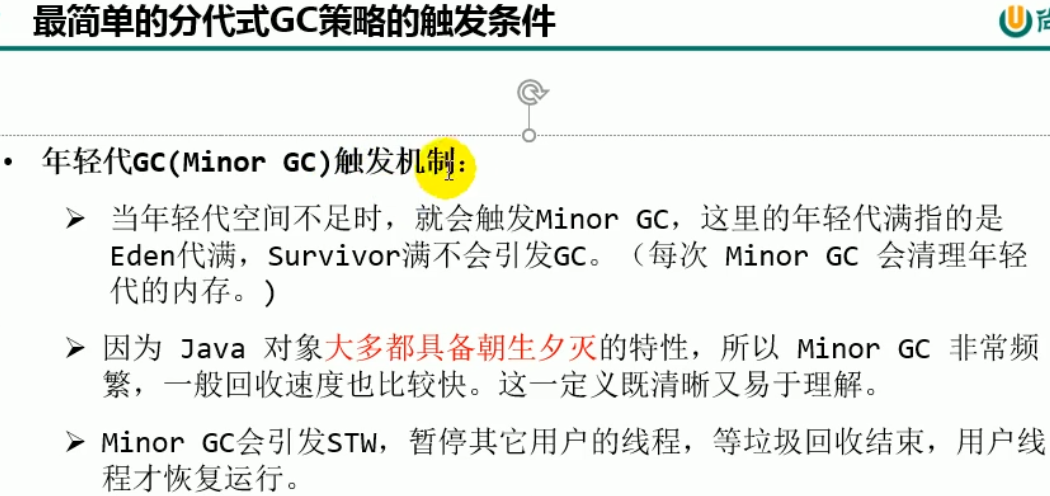 最简单的分代式GC策略的触发条件
• 年轻代GC(Minor GC)触发机制：
➢ 当年轻代空间不足时，就会触发Minor GC，这里的年轻代满指的是
Eden代满，Survivor满不会引发GC。（每次 Minor GC 会清理年轻
代的内存。)
➢ 因为 Java 对象大多都具备朝生夕灭的特性，所以 Minor GC 非常频
繁，一般回收速度也比较快。这一定义既清晰又易于理解。
➢ Minor GC会引发STW，暂停其它用户的线程，等垃圾回收结束，用户线
程才恢复运行。